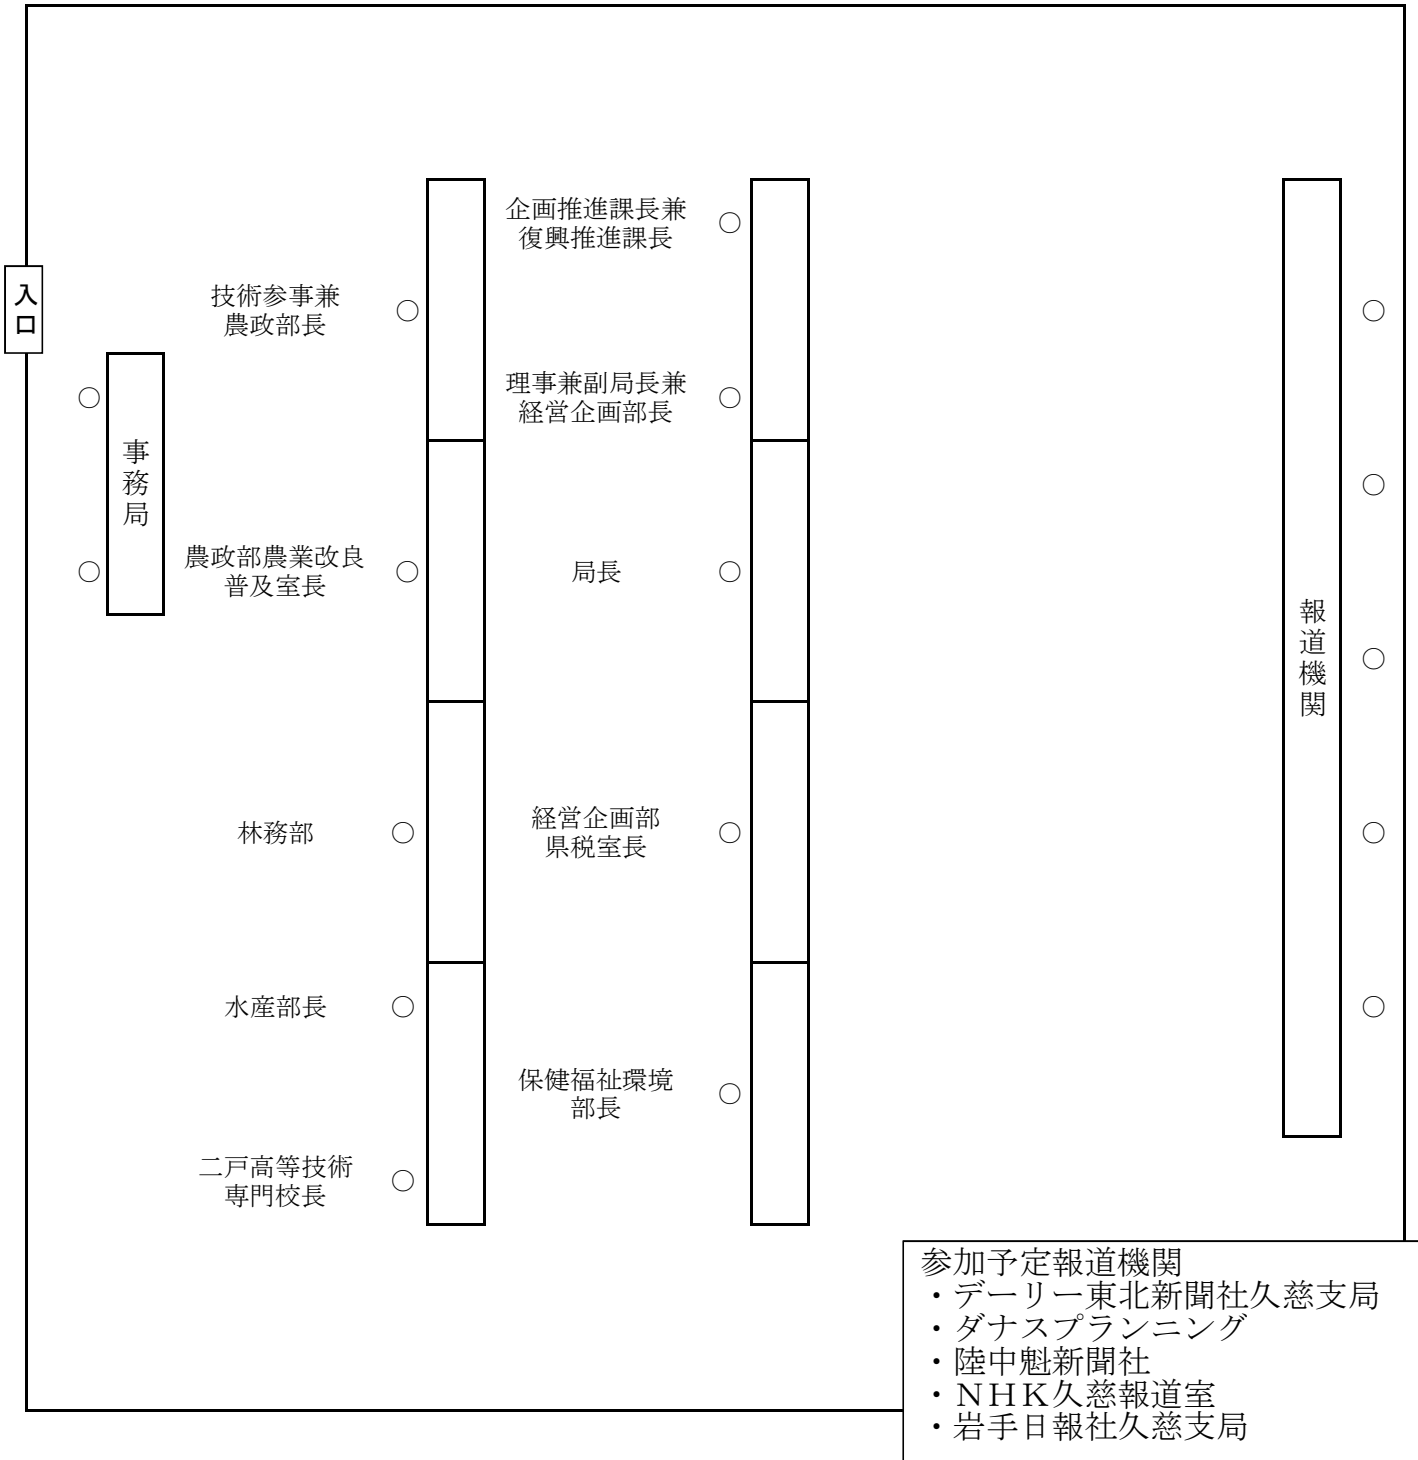 企画推進課長兼
復興推進課長
入口
技術参事兼
農政部長
理事兼副局長兼
経営企画部長
事務局
農政部農業改良
普及室長
局長
報道機関
林務部
経営企画部
県税室長
水産部長
保健福祉環境
部長
二戸高等技術
専門校長
参加予定報道機関
・デーリー東北新聞社久慈支局
・ダナスプランニング
・陸中魁新聞社
・ＮＨＫ久慈報道室
・岩手日報社久慈支局